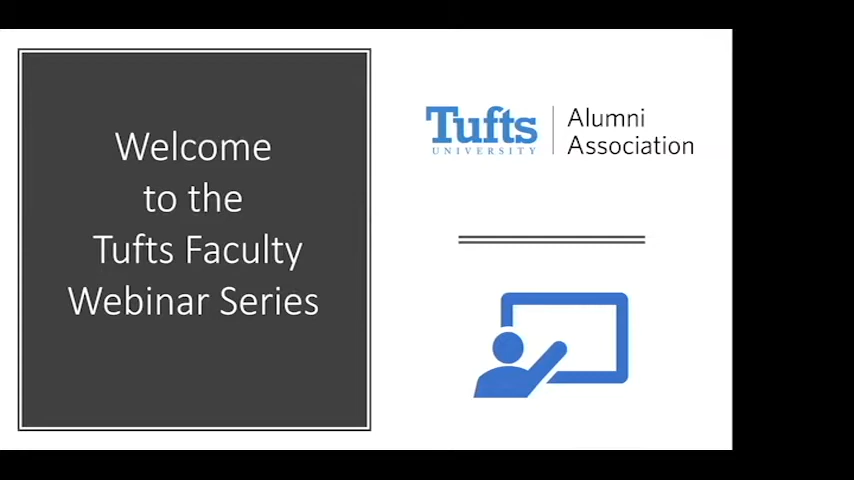 Welcome
to the
Tufts Faculty
Webinar Series
Tufts
UNIVERSITY
Alumni
Association